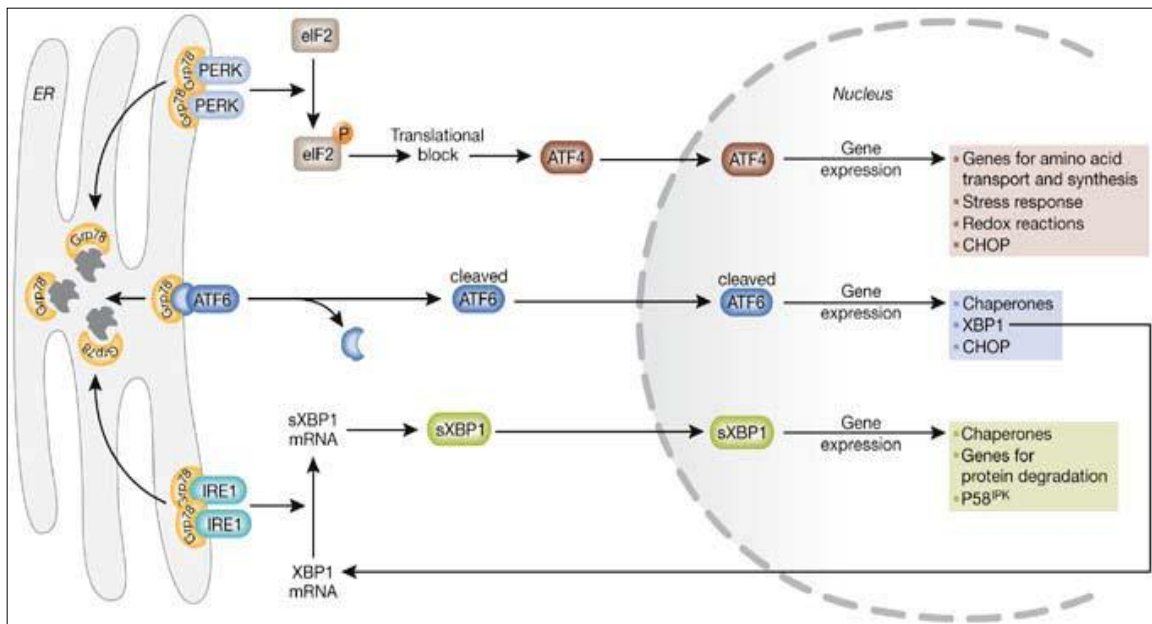 ER
Nucleus
eIF2
Grp78
PERK
Grp78
PERK
eIF2
P
Translational
block
ATF4
ATF4
Gene
expression
Genes for amino acid
transport and synthesis
Stress response
Redox reactions
CHOP
Grp78
Grp78
Grp78
Grp78
ATF6
cleaved
ATF6
cleaved
ATF6
Gene
expression
Chaperones
XBP1
CHOP
sXBP1
mRNA
sXBP1
sXBP1
Gene
expression
Chaperones
Genes for
protein degradation
P58IPK
Grp78
IRE1
Grp78
IRE1
XBP1
mRNA